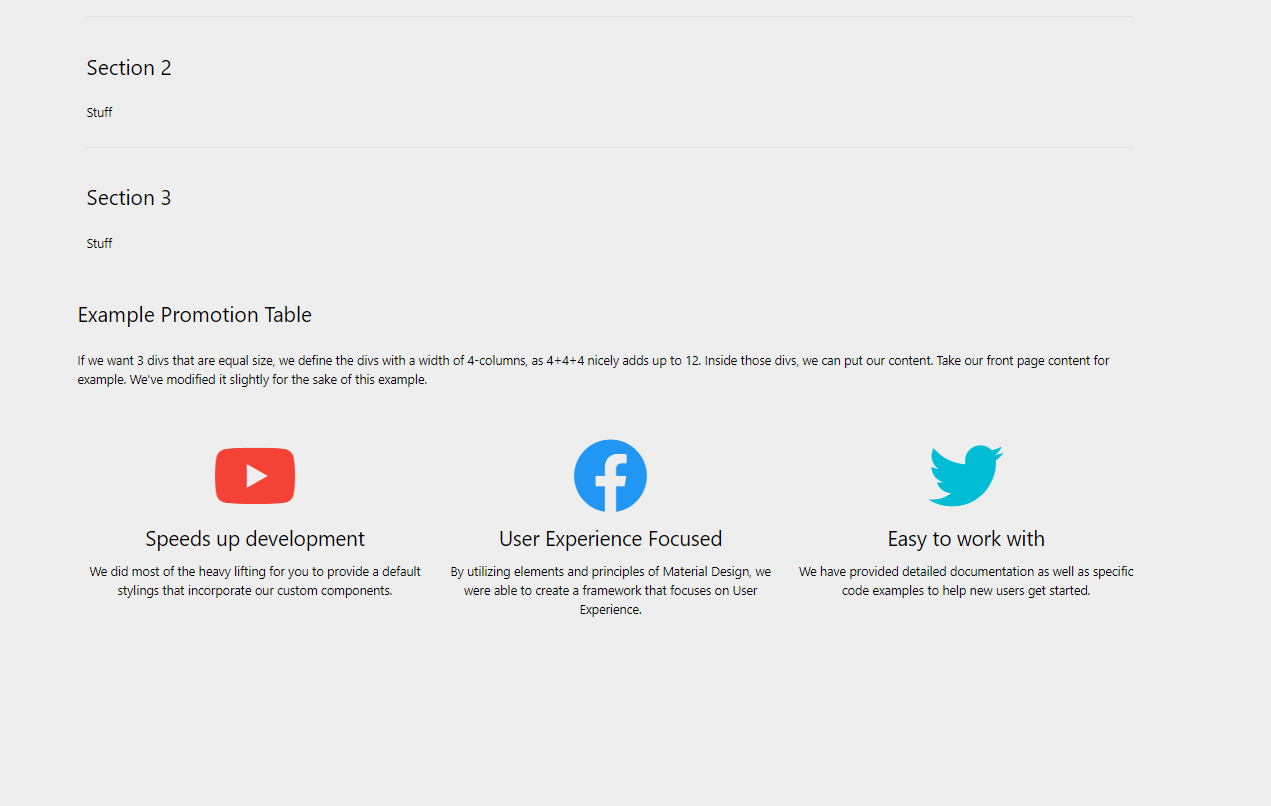 Section 2
Stuff
Section 3
Stuff
Example Promotion Table
If we want 3 divs that are equal size, we define the divs with a width of 4-columns, as 4+4+4 nicely adds up to 12. Inside those divs, we can put our content. Take our front page content for
example. We've modified it slightly for the sake of this example.
Speeds up development
We did most of the heavy lifting for you to provide a default
stylings that incorporate our custom components.
User Experience Focused
By utilizing elements and principles of Material Design, we
were able to create a framework that focuses on User
Experience.
Easy to work with
We have provided detailed documentation as well as specific
code examples to help new users get started.